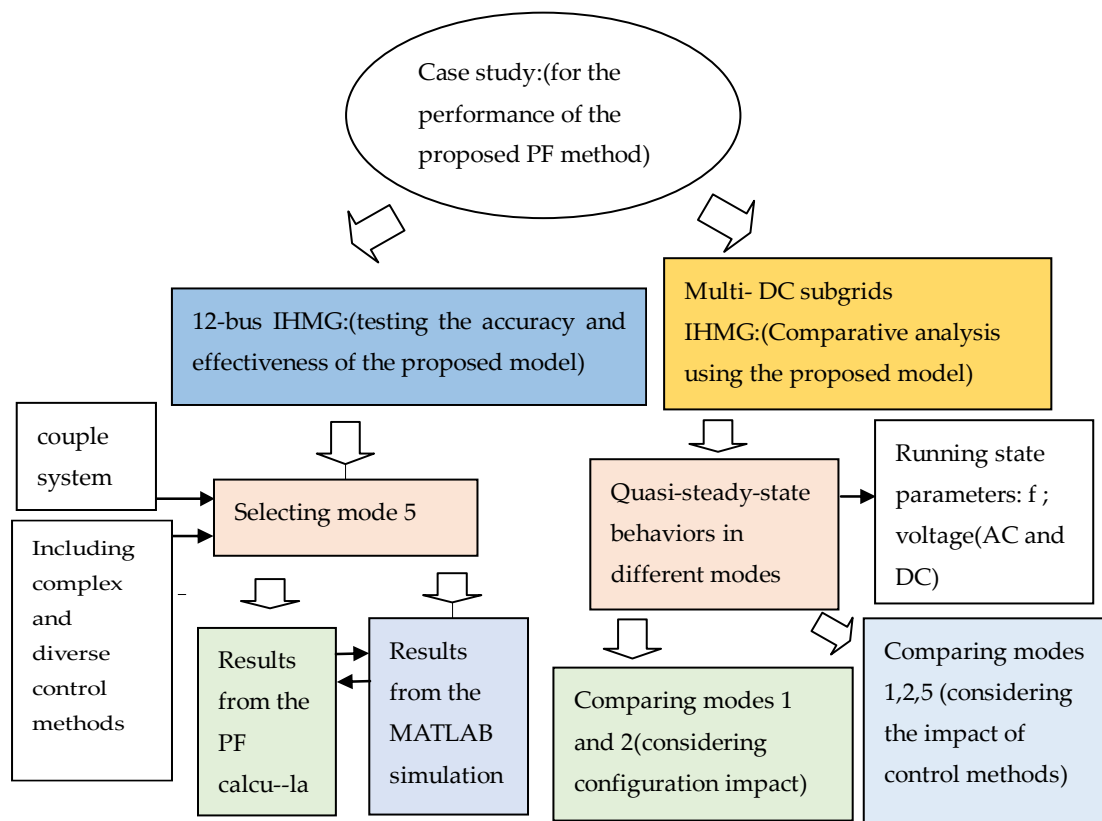 Case study:(for the
performance of the
proposed PF method)
12-bus IHMG:(testing the accuracy and
effectiveness of the proposed model)
Multi- DC subgrids
IHMG:(Comparative analysis
using the proposed model)
couple
system
Selecting mode 5
Including
complex
and
diverse
control
methods
Quasi-steady-state
behaviors in
different modes
Running state
parameters: f ;
voltage(AC and
DC)
Results
from the
PF
calcu--la
Results
from the
MATLAB
simulation
Comparing modes 1
and 2(considering
configuration impact)
Comparing modes
1,2,5 (considering
the impact of
control methods)